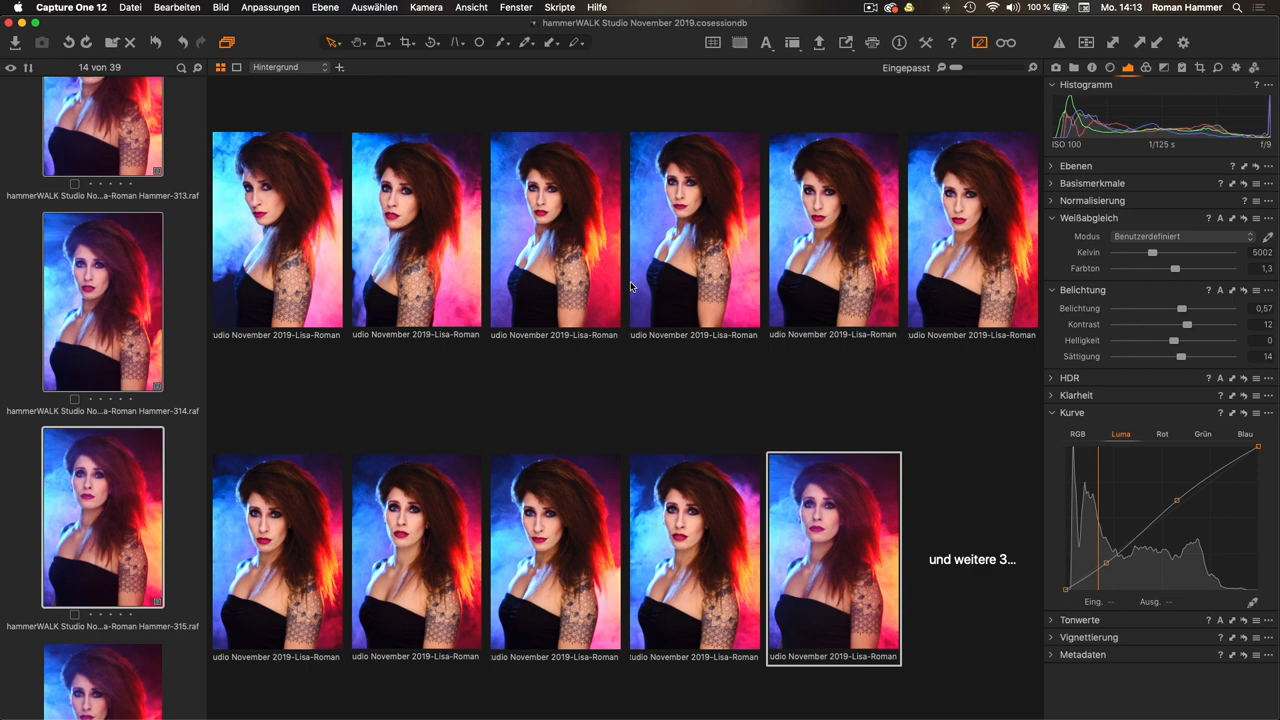 Capture One 12 Datei Bearbeiten Bild Anpassungen Ebene Auswählen Kamera Ansicht Fenster Skripte Hilfe 100 % Mo. 14:13 Roman Hammer
hammerWALK Studio November 2019.cosessiondb
14 von 39
Hintergrund
Eingepasst
hammerWALK Studio No...a-Roman Hammer-313.raf
hammerWALK Studio No...a-Roman Hammer-314.raf
hammerWALK Studio No...a-Roman Hammer-315.raf
udio November 2019-Lisa-Roman
udio November 2019-Lisa-Roman
udio November 2019-Lisa-Roman
udio November 2019-Lisa-Roman
udio November 2019-Lisa-Roman
udio November 2019-Lisa-Roman
udio November 2019-Lisa-Roman
udio November 2019-Lisa-Roman
udio November 2019-Lisa-Roman
udio November 2019-Lisa-Roman
udio November 2019-Lisa-Roman
und weitere 3...
Histogramm
ISO 100 1/125 s f/9
Ebenen
Basismerkmale
Normalisierung
Weißabgleich
Modus Benutzerdefiniert
Kelvin 5002
Farbton 1,3
Belichtung
Belichtung 0,57
Kontrast 12
Helligkeit 0
Sättigung 14
HDR
Klarheit
Kurve
RGB Luma Rot Grün Blau
Eing. -- Ausg. --
Tonwerte
Vignettierung
Metadaten